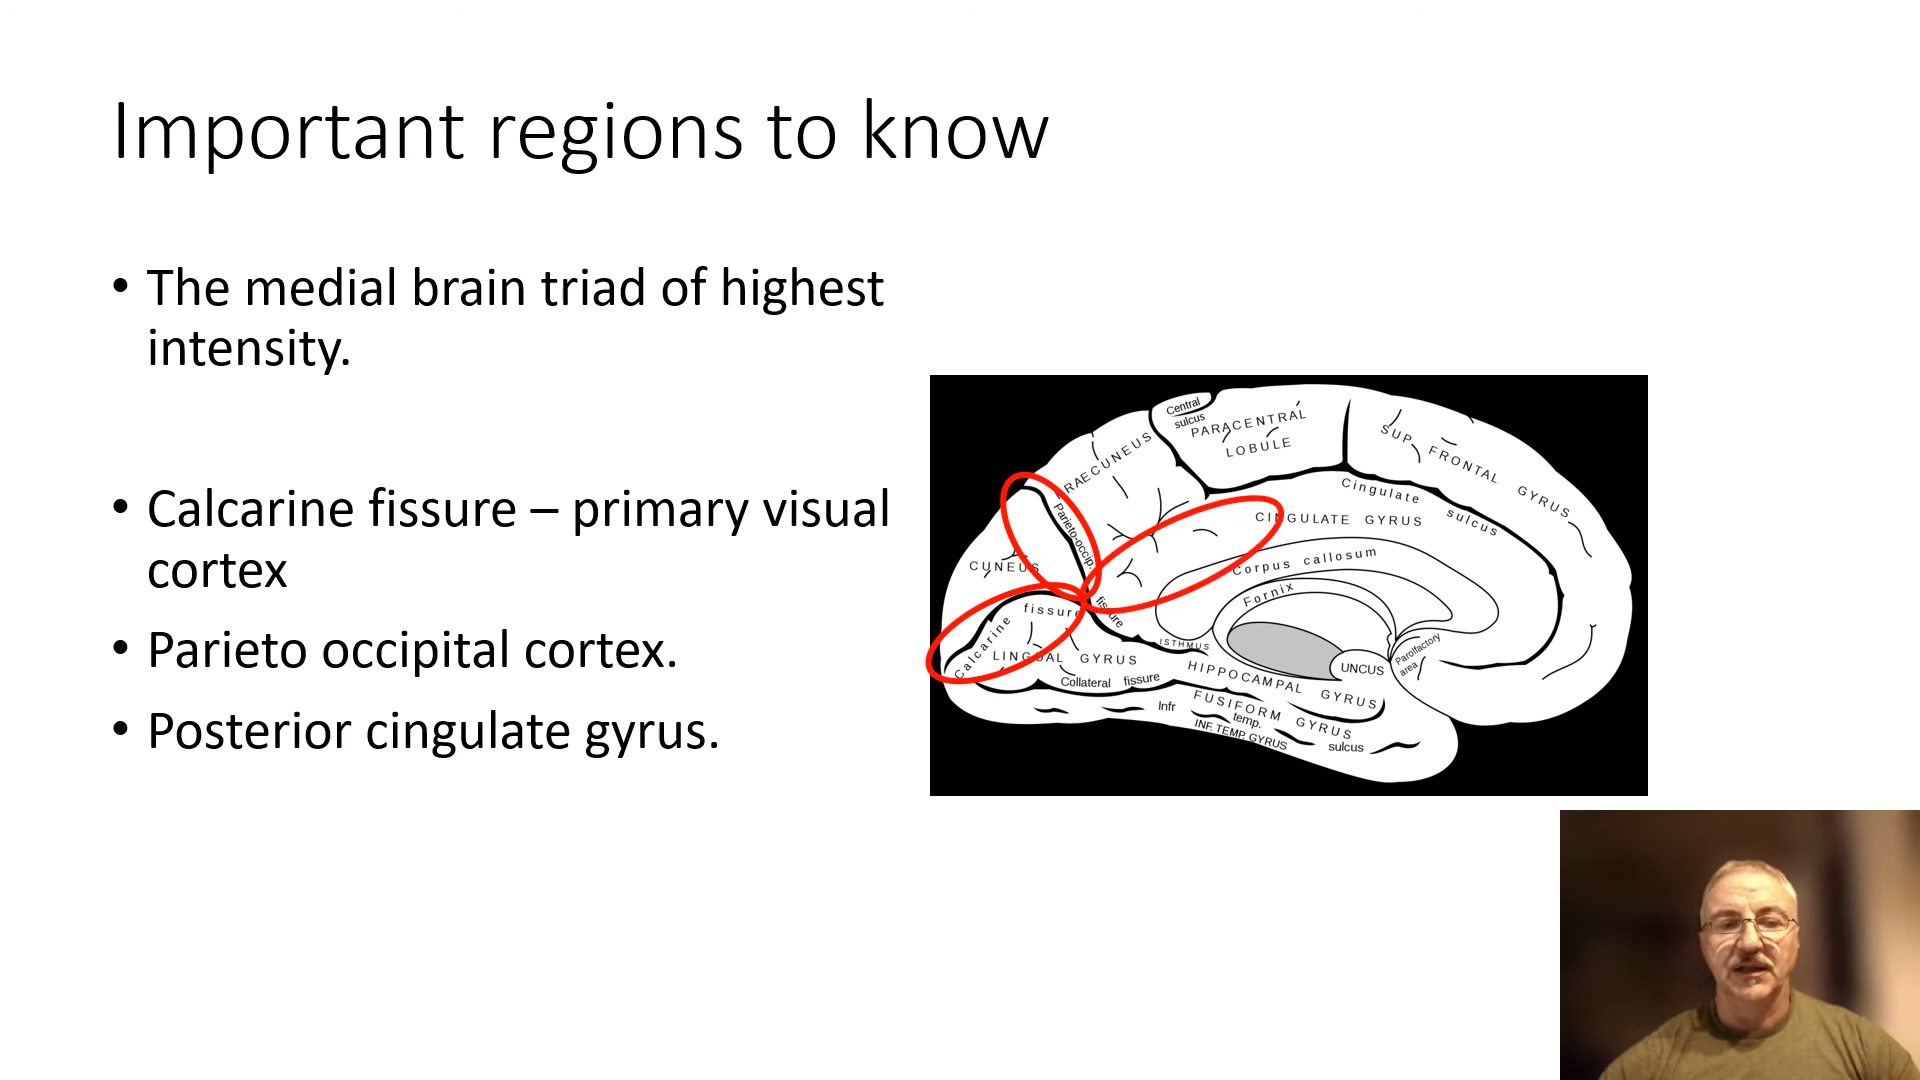 Important regions to know
• The medial brain triad of highest
intensity.
• Calcarine fissure – primary visual
cortex
• Parieto occipital cortex.
• Posterior cingulate gyrus.
Central
sulcus
PARACENTRAL
LOBULE
SUP. FRONTAL GYRUS
RAECUNEUS
Cingulate sulcus
CINGULATE GYRUS
Parieto-occip.
fissure
Corpus callosum
CUNEUS
Fornix
Calcarine fissure
ISTHMUS
Parolfactory
area
LINGUAL GYRUS
UNCUS
HIPPOCAMPAL GYRUS
Collateral fissure
FUSIFORM GYRUS
Infr temp. sulcus
INF. TEMP. GYRUS